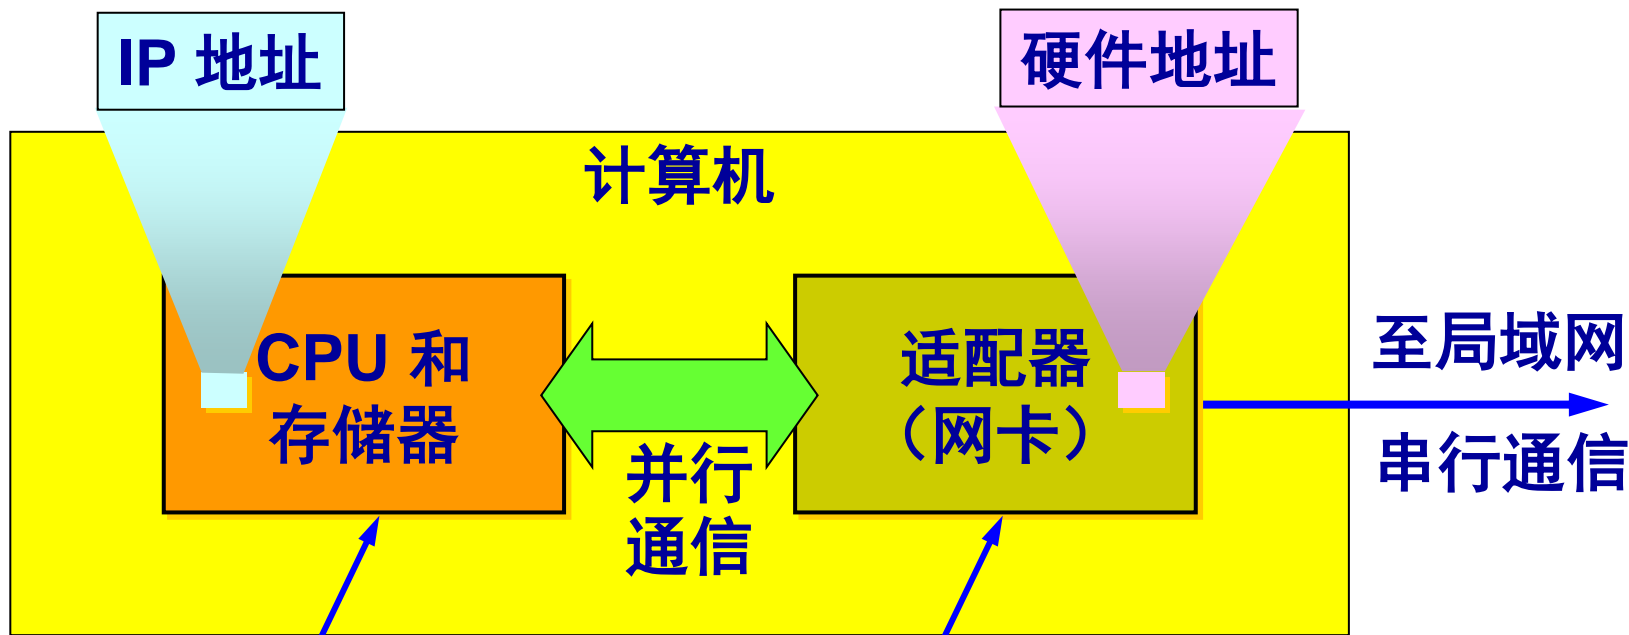 IP 地址
硬件地址
计算机
CPU 和
存储器
适配器
（网卡）
并行
通信
至局域网
串行通信